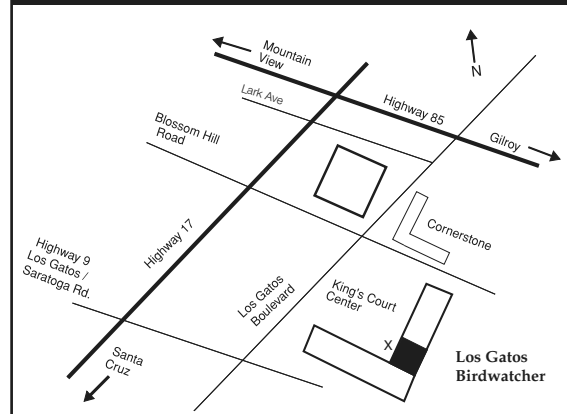 Mountain
View
N
Lark Ave
Highway 85
Gilroy
Blossom Hill
Road
Cornerstone
Highway 17
Highway 9
Los Gatos /
Saratoga Rd.
Los Gatos
Boulevard
King's Court
Center
X
Los Gatos
Birdwatcher
Santa
Cruz